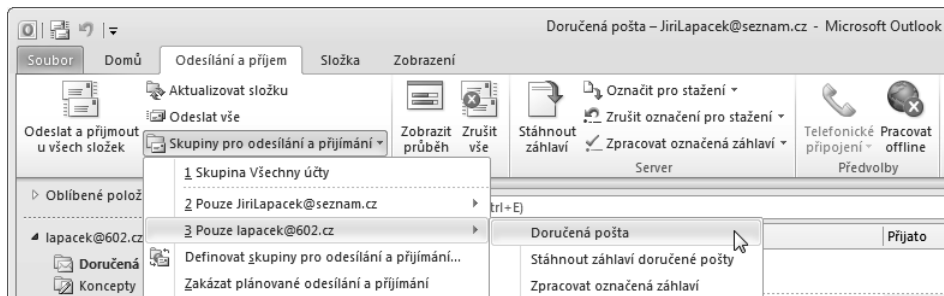 Doručená pošta – JiriLapacek@seznam.cz - Microsoft Outlook
Soubor Domů Odesílání a příjem Složka Zobrazení
Odeslat a přijmout u všech složek
Aktualizovat složku
Odeslat vše
Skupiny pro odesílání a přijímání
Zobrazit průběh
Zrušit vše
Stáhnout záhlaví
Označit pro stažení
Zrušit označení pro stažení
Zpracovat označená záhlaví
Server
Telefonické připojení
Pracovat offline
Předvolby
1 Skupina Všechny účty
2 Pouze JiriLapacek@seznam.cz
3 Pouze lapacek@602.cz
Definovat skupiny pro odesílání a přijímání...
Zakázat plánované odesílání a příjímání
Doručená pošta
Stáhnout záhlaví doručené pošty
Zpracovat označená záhlaví
Oblíbené polož
lapacek@602.cz
Doručená
Koncepty
trl+E)
Přijato